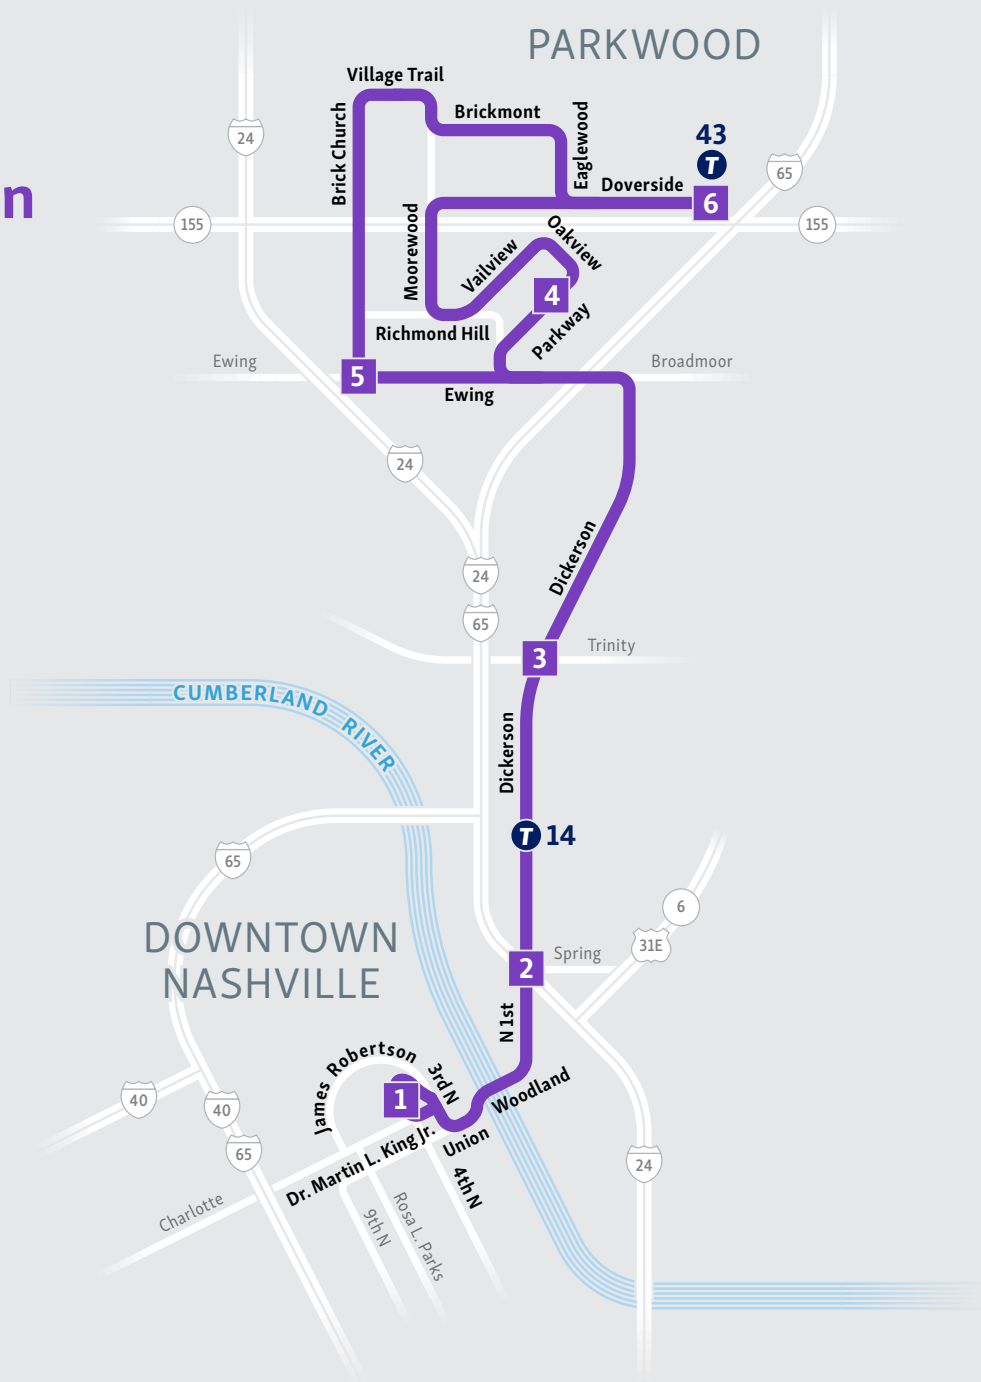 PARKWOOD
Village Trail
Brick Church
Brickmont
Eaglewood
43
T
24
65
Doverside
6
n
155
155
Moorewood
Oakview
Vailview
4
Richmond Hill
Parkway
Ewing
5
Broadmoor
Ewing
24
Dickerson
24
65
3
Trinity
CUMBERLAND RIVER
Dickerson
T 14
65
6
31E
DOWNTOWN
NASHVILLE
2
Spring
N 1st
James Robertson
3rd N
Woodland
1
40
40
Union
65
Dr. Martin L. King Jr.
4th N
24
Charlotte
9th N
Rosa L. Parks